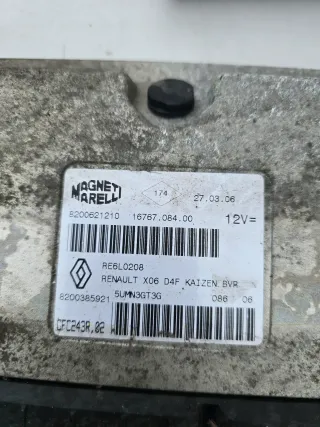 MAGNETI MARELLI
174
27.03.06
8200621210 16767.084.00 12V=
RE6L0208
RENAULT X06 D4F KAIZEN BVR
8200385921 5UMN3GT3G 086 06
CFC243R.02